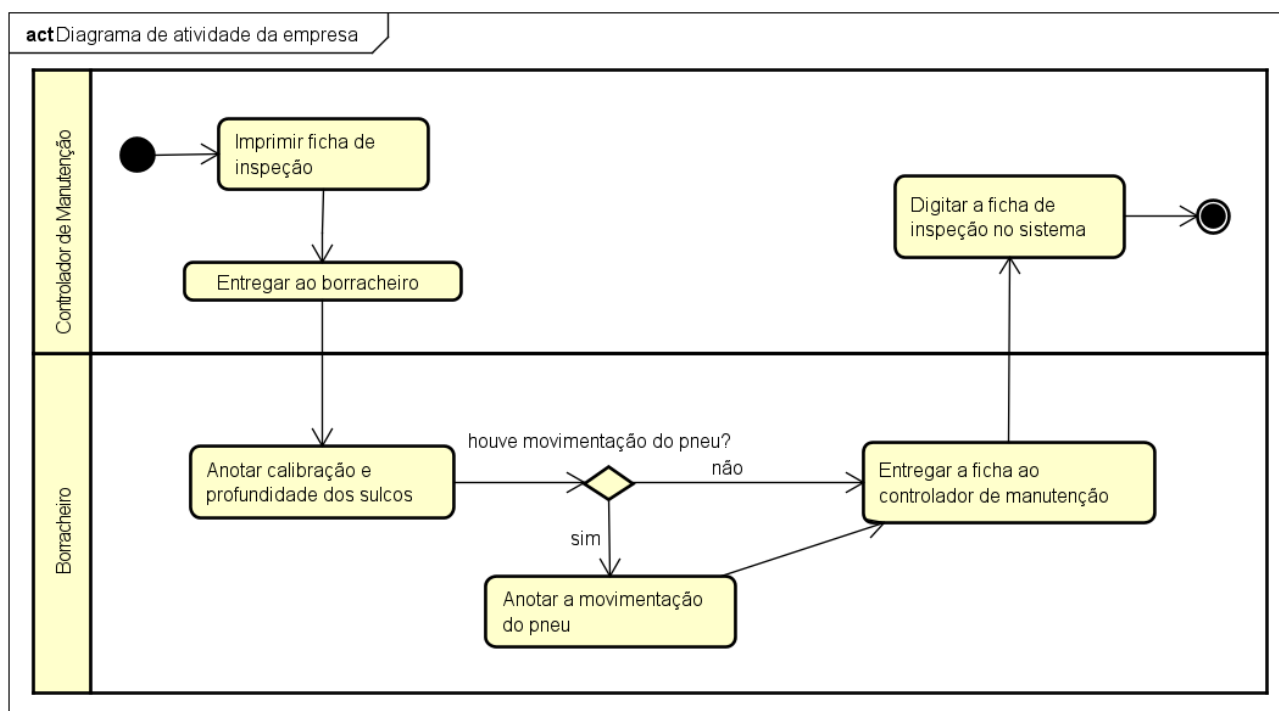 act Diagrama de atividade da empresa
Controlador de Manutenção
Imprimir ficha de
inspeção
Entregar ao borracheiro
Digitar a ficha de
inspeção no sistema
Borracheiro
Anotar calibração e
profundidade dos sulcos
houve movimentação do pneu?
não
sim
Anotar a movimentação
do pneu
Entregar a ficha ao
controlador de manutenção